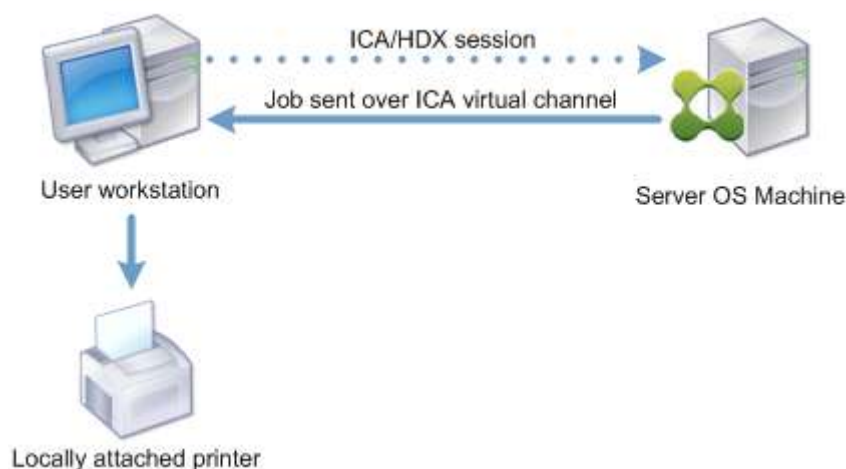 ICA/HDX session
Job sent over ICA virtual channel
User workstation
Server OS Machine
Locally attached printer